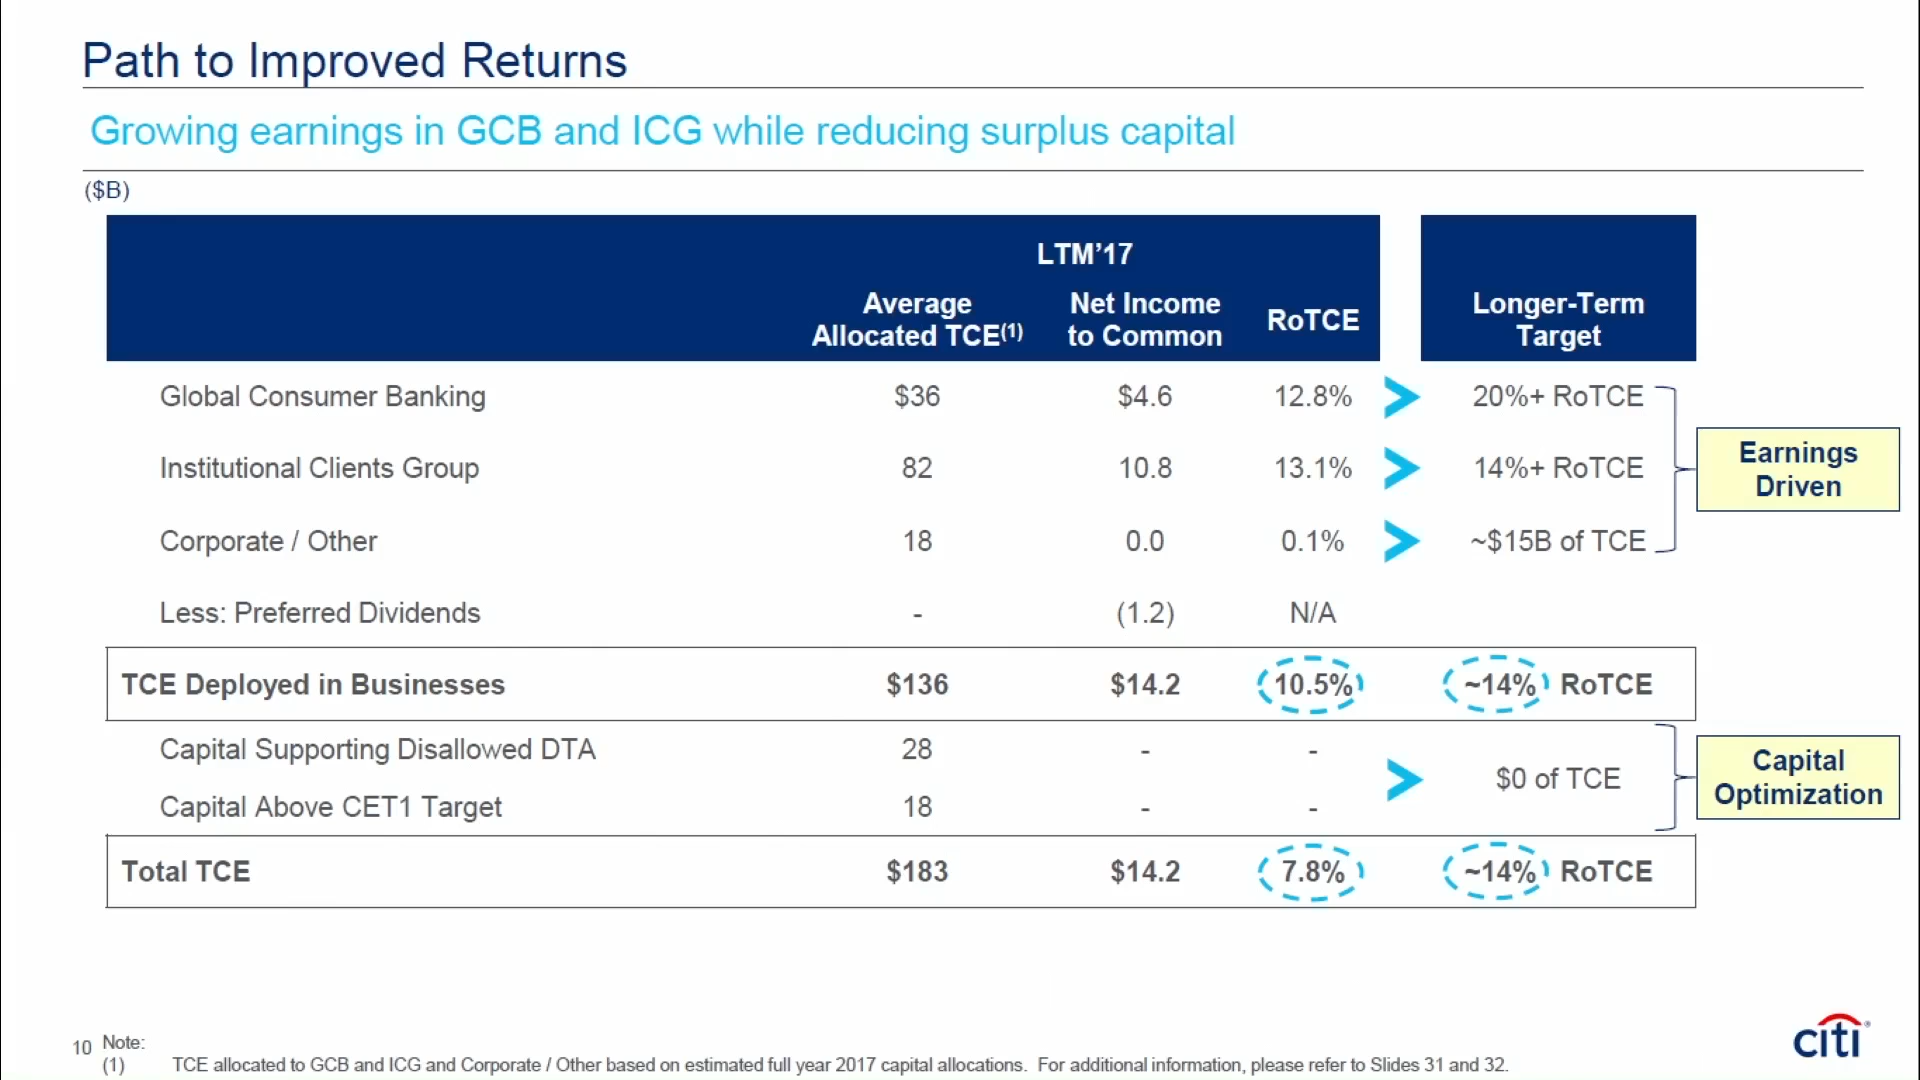 Path to Improved Returns
Growing earnings in GCB and ICG while reducing surplus capital
($B)
LTM’17
Average Allocated TCE(1) Net Income to Common RoTCE Longer-Term Target
Global Consumer Banking $36 $4.6 12.8% 20%+ RoTCE
Institutional Clients Group 82 10.8 13.1% 14%+ RoTCE
Earnings
Driven
Corporate / Other 18 0.0 0.1% ~$15B of TCE
Less: Preferred Dividends - (1.2) N/A
TCE Deployed in Businesses $136 $14.2 10.5% ~14% RoTCE
Capital Supporting Disallowed DTA 28 - -
$0 of TCE
Capital
Optimization
Capital Above CET1 Target 18 - -
Total TCE $183 $14.2 7.8% ~14% RoTCE
10 Note:
(1) TCE allocated to GCB and ICG and Corporate / Other based on estimated full year 2017 capital allocations. For additional information, please refer to Slides 31 and 32.
citi®